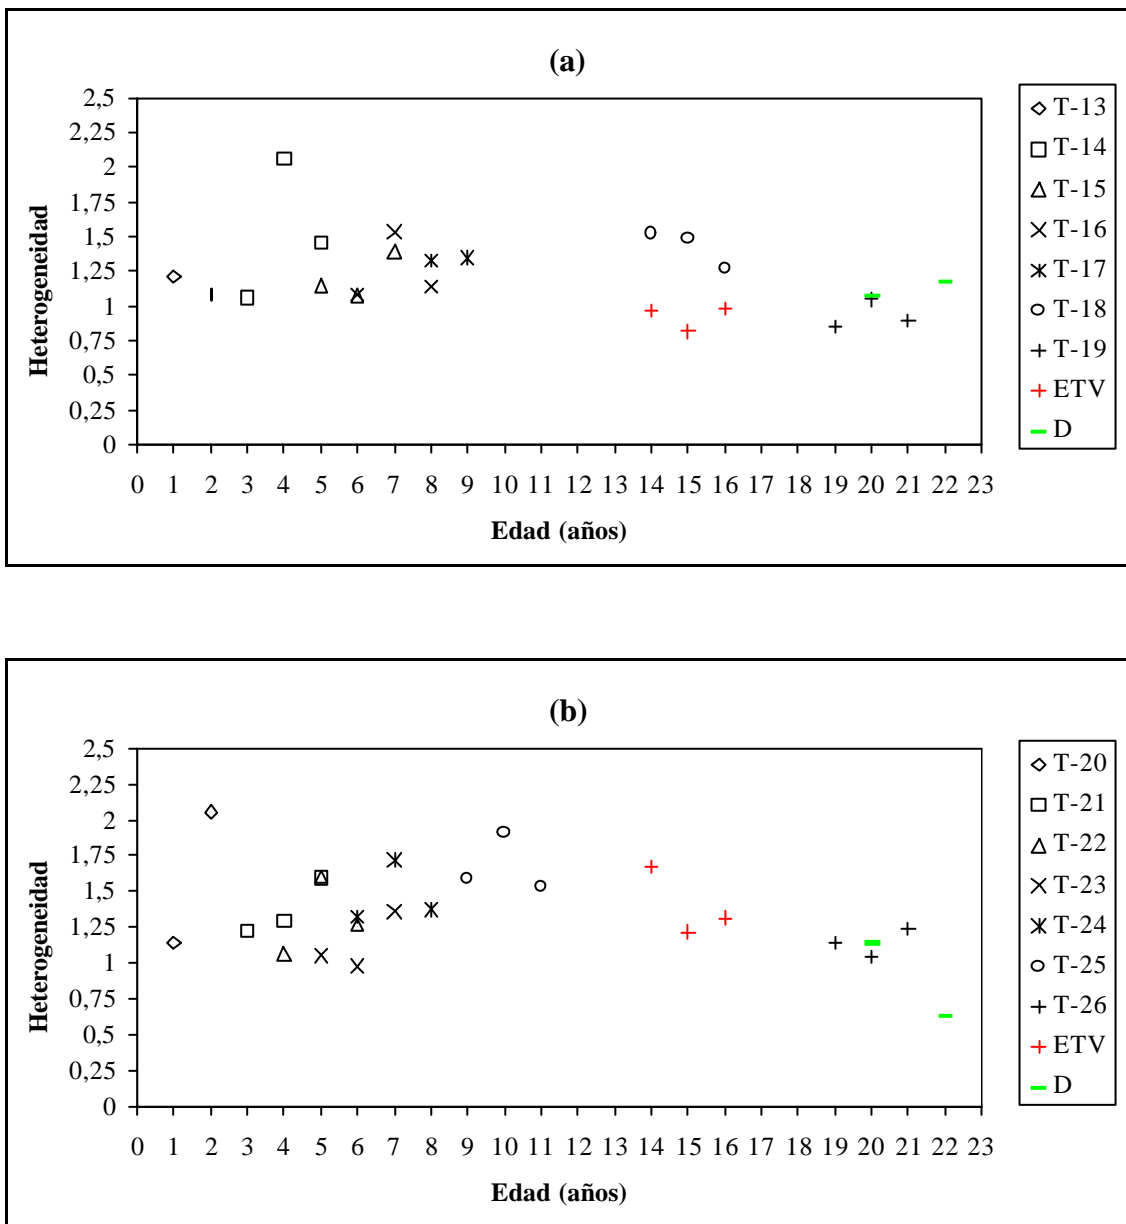 (a)
2,5
2,25
2
1,75
1,5
1,25
1
0,75
0,5
0,25
0
Heterogeneidad
0 1 2 3 4 5 6 7 8 9 10 11 12 13 14 15 16 17 18 19 20 21 22 23
Edad (años)
T-13
T-14
T-15
T-16
T-17
T-18
T-19
ETV
D
(b)
2,5
2,25
2
1,75
1,5
1,25
1
0,75
0,5
0,25
0
Heterogeneidad
0 1 2 3 4 5 6 7 8 9 10 11 12 13 14 15 16 17 18 19 20 21 22 23
Edad (años)
T-20
T-21
T-22
T-23
T-24
T-25
T-26
ETV
D